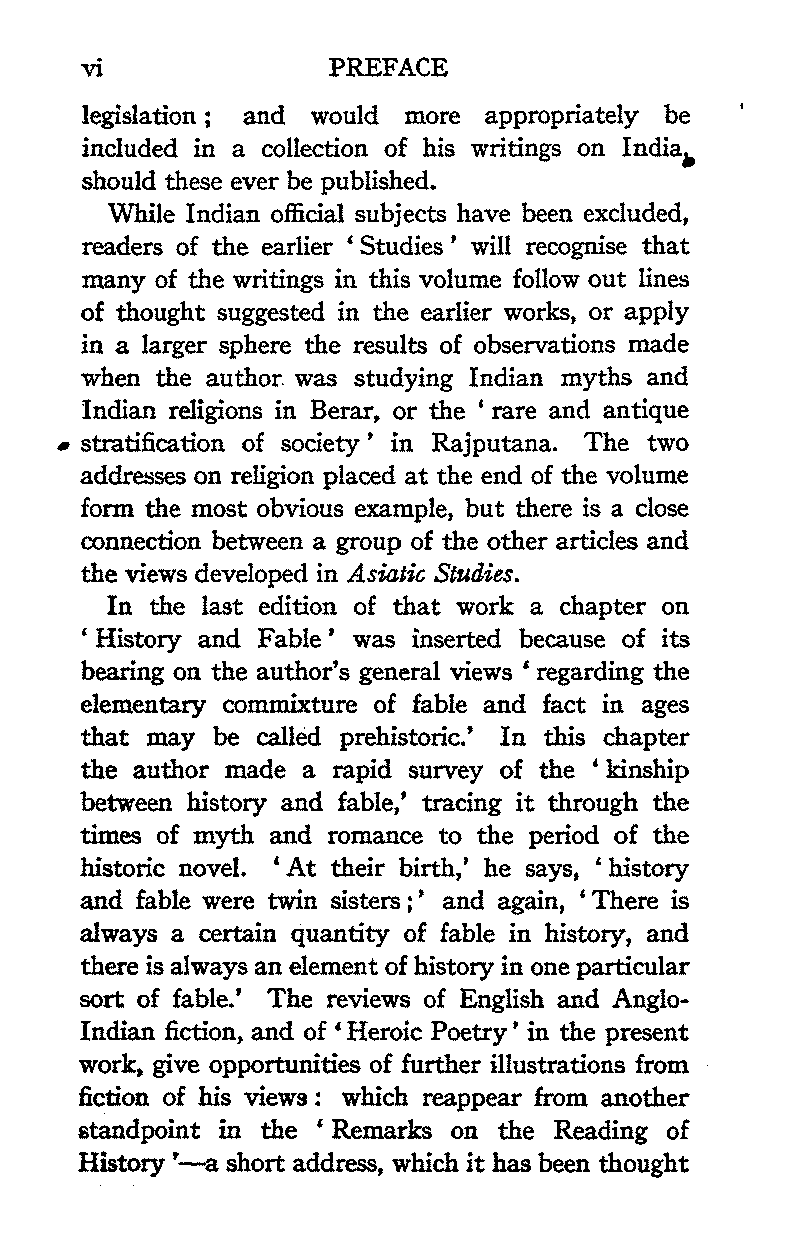 vi PREFACE
legislation ; and would more appropriately be
included in a collection of his writings on India,
should these ever be published.
While Indian official subjects have been excluded,
readers of the earlier ‘ Studies ’ will recognise that
many of the writings in this volume follow out lines
of thought suggested in the earlier works, or apply
in a larger sphere the results of observations made
when the author was studying Indian myths and
Indian religions in Berar, or the ‘ rare and antique
stratification of society ’ in Rajputana. The two
addresses on religion placed at the end of the volume
form the most obvious example, but there is a close
connection between a group of the other articles and
the views developed in Asiatic Studies.
In the last edition of that work a chapter on
‘ History and Fable ’ was inserted because of its
bearing on the author’s general views ‘ regarding the
elementary commixture of fable and fact in ages
that may be called prehistoric.’ In this chapter
the author made a rapid survey of the ‘ kinship
between history and fable,’ tracing it through the
times of myth and romance to the period of the
historic novel. ‘ At their birth,’ he says, ‘ history
and fable were twin sisters ; ’ and again, ‘ There is
always a certain quantity of fable in history, and
there is always an element of history in one particular
sort of fable.’ The reviews of English and Anglo-
Indian fiction, and of ‘ Heroic Poetry ’ in the present
work, give opportunities of further illustrations from
fiction of his views : which reappear from another
standpoint in the ‘ Remarks on the Reading of
History ’—a short address, which it has been thought